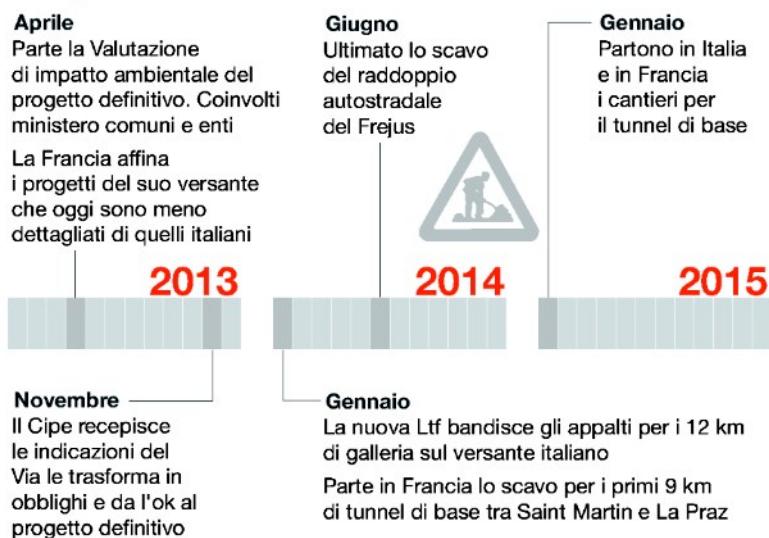 Aprile
Parte la Valutazione
di impatto ambientale del
progetto definitivo. Coinvolti
ministero comuni e enti
La Francia affina
i progetti del suo versante
che oggi sono meno
dettagliati di quelli italiani
Giugno
Ultimato lo scavo
del raddoppio
autostradale
del Frejus
Gennaio
Partono in Italia
e in Francia
i cantieri per
il tunnel di base
2013
2014
2015
Novembre
Il Cipe recepisce
le indicazioni del
Via le trasforma in
obblighi e da l'ok al
progetto definitivo
Gennaio
La nuova Ltf bandisce gli appalti per i 12 km
di galleria sul versante italiano
Parte in Francia lo scavo per i primi 9 km
di tunnel di base tra Saint Martin e La Praz